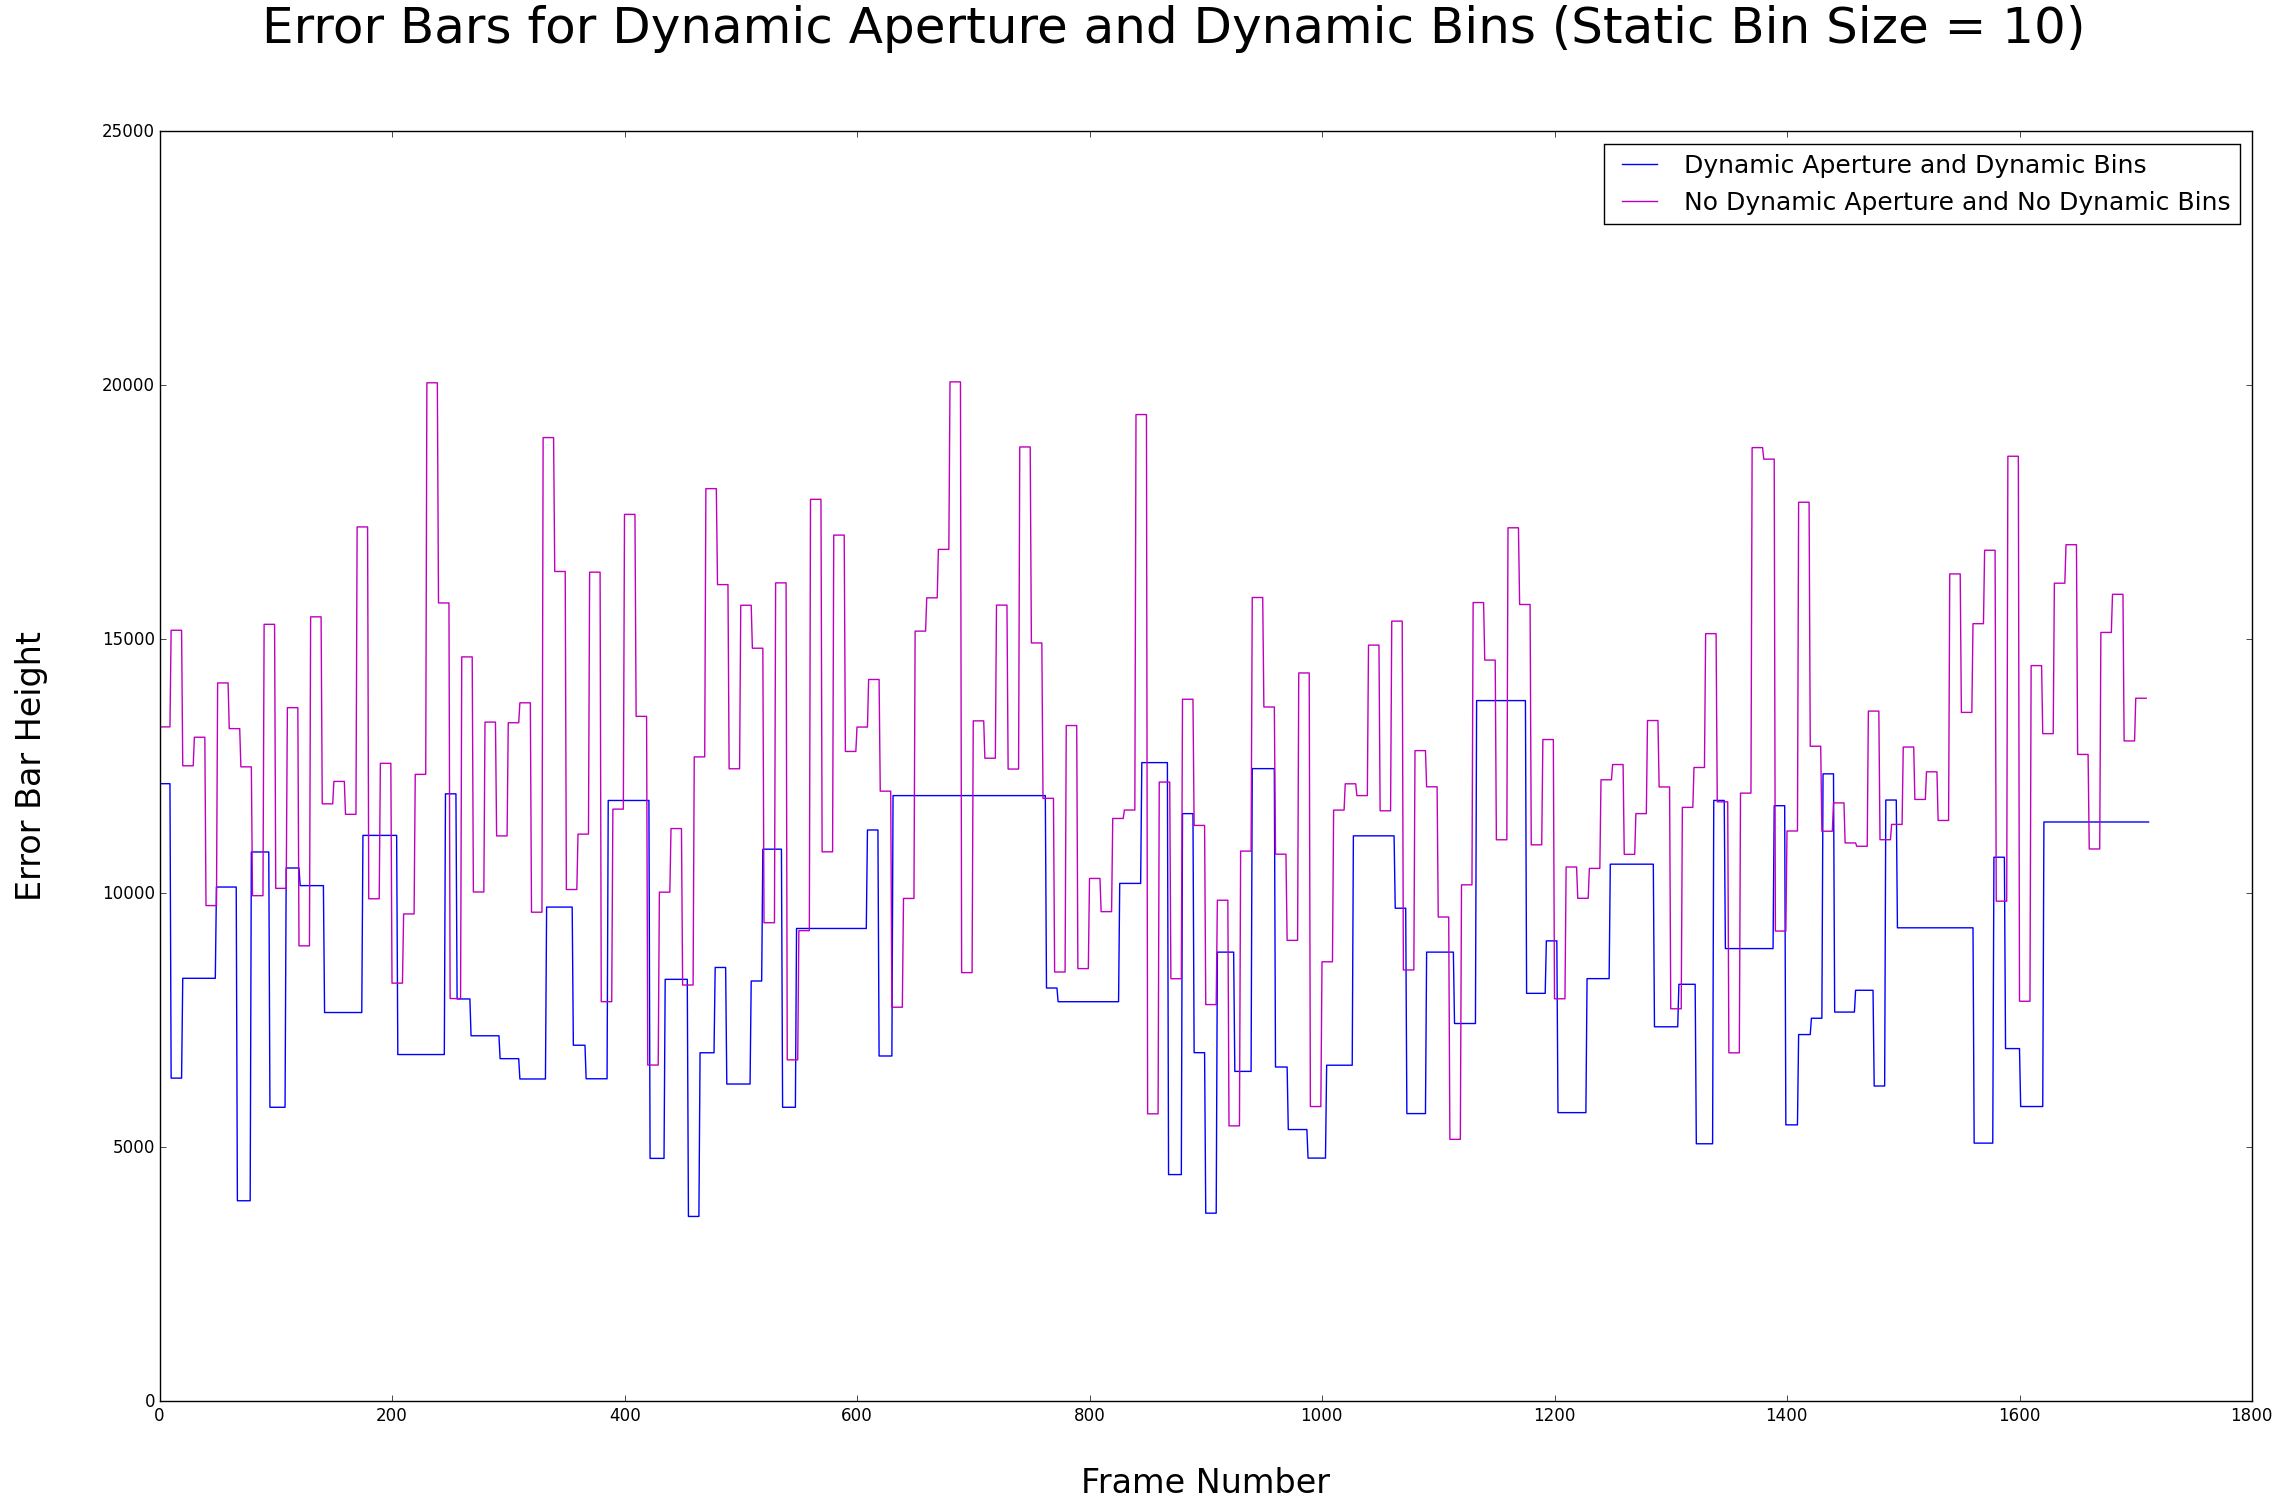 Error Bars for Dynamic Aperture and Dynamic Bins (Static Bin Size = 10)
Dynamic Aperture and Dynamic Bins
No Dynamic Aperture and No Dynamic Bins
Error Bar Height
25000
20000
15000
10000
5000
0
0 200 400 600 800 1000 1200 1400 1600 1800
Frame Number